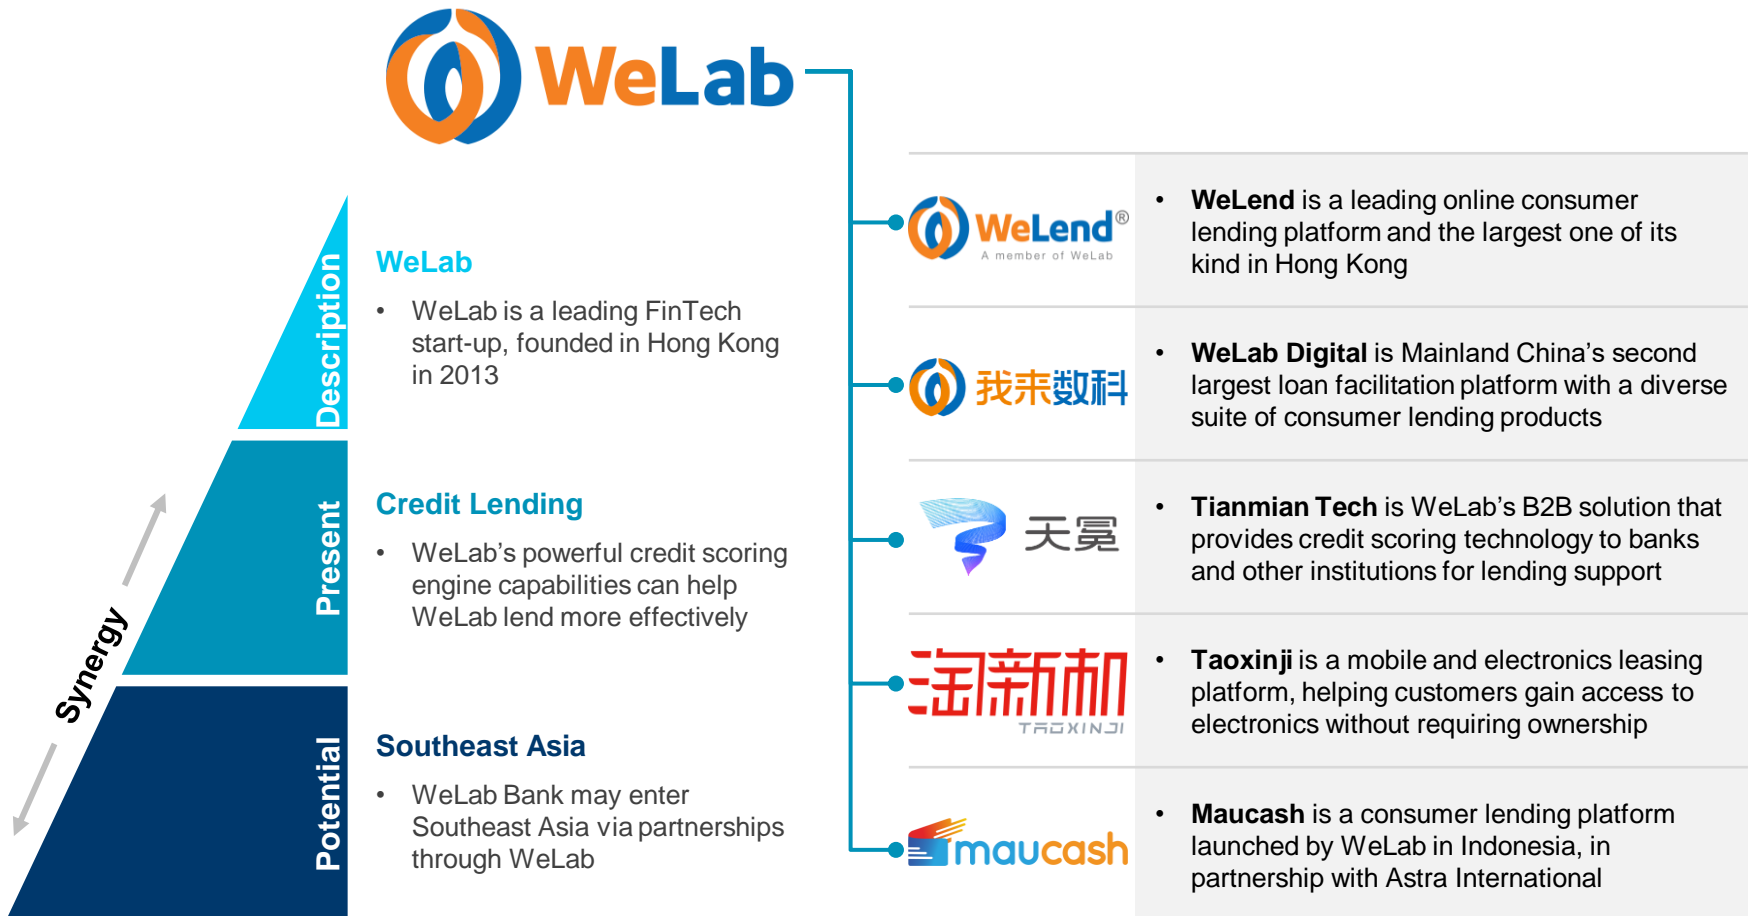 WeLab
Description
WeLab
• WeLab is a leading FinTech
start-up, founded in Hong Kong
in 2013
Synergy
Present
Credit Lending
• WeLab’s powerful credit scoring
engine capabilities can help
WeLab lend more effectively
Potential
Southeast Asia
• WeLab Bank may enter
Southeast Asia via partnerships
through WeLab
WeLend®
A member of WeLab
• WeLend is a leading online consumer
lending platform and the largest one of its
kind in Hong Kong
我来数科
• WeLab Digital is Mainland China’s second
largest loan facilitation platform with a diverse
suite of consumer lending products
天冕
• Tianmian Tech is WeLab’s B2B solution that
provides credit scoring technology to banks
and other institutions for lending support
淘新机
TAOXINJI
• Taoxinji is a mobile and electronics leasing
platform, helping customers gain access to
electronics without requiring ownership
maucash
• Maucash is a consumer lending platform
launched by WeLab in Indonesia, in
partnership with Astra International